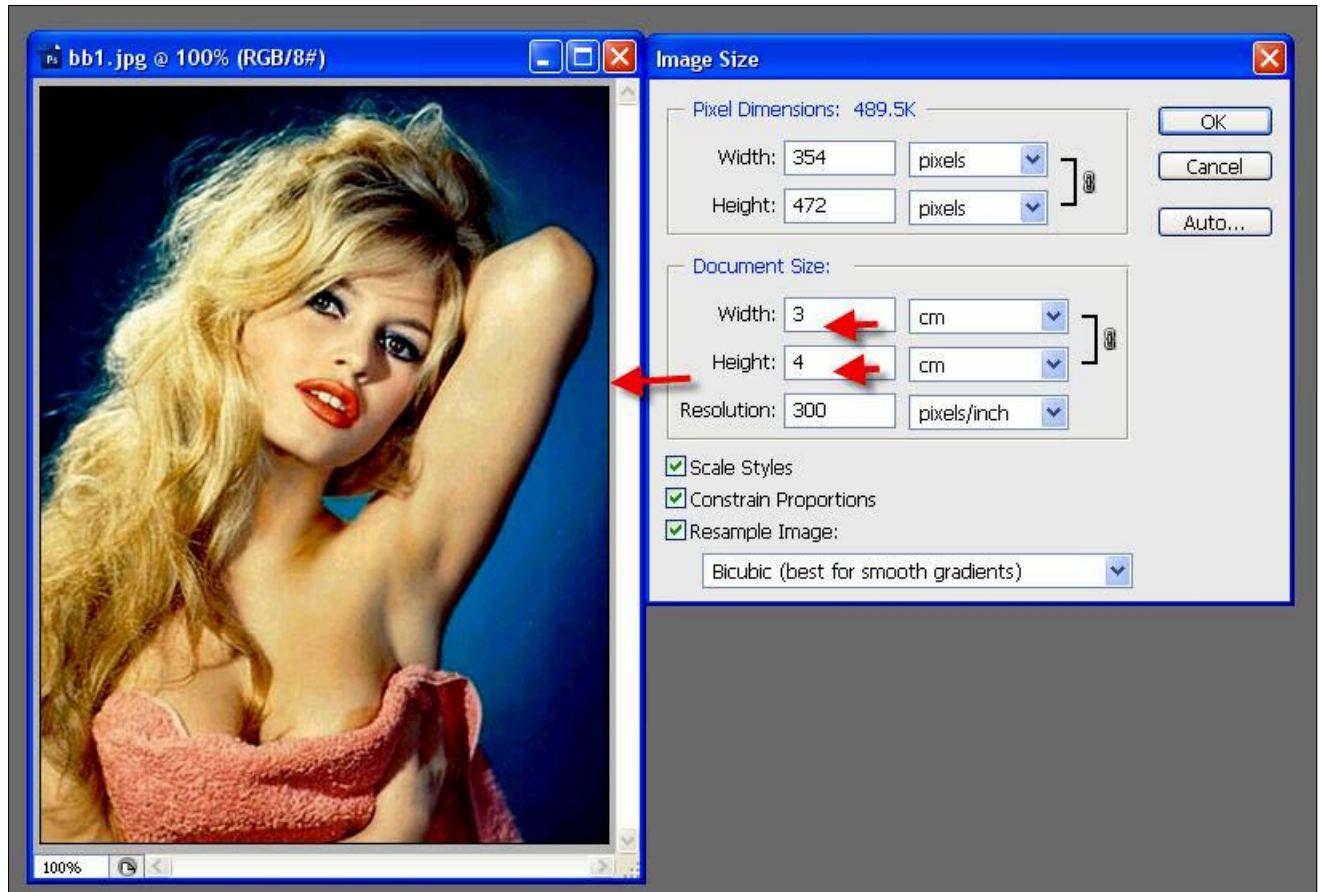 bb1.jpg @ 100% (RGB/8#)
100%
Image Size
Pixel Dimensions: 489.5K
Width: 354 pixels
Height: 472 pixels
Document Size:
Width: 3 cm
Height: 4 cm
Resolution: 300 pixels/inch
Scale Styles
Constrain Proportions
Resample Image:
Bicubic (best for smooth gradients)
OK
Cancel
Auto...